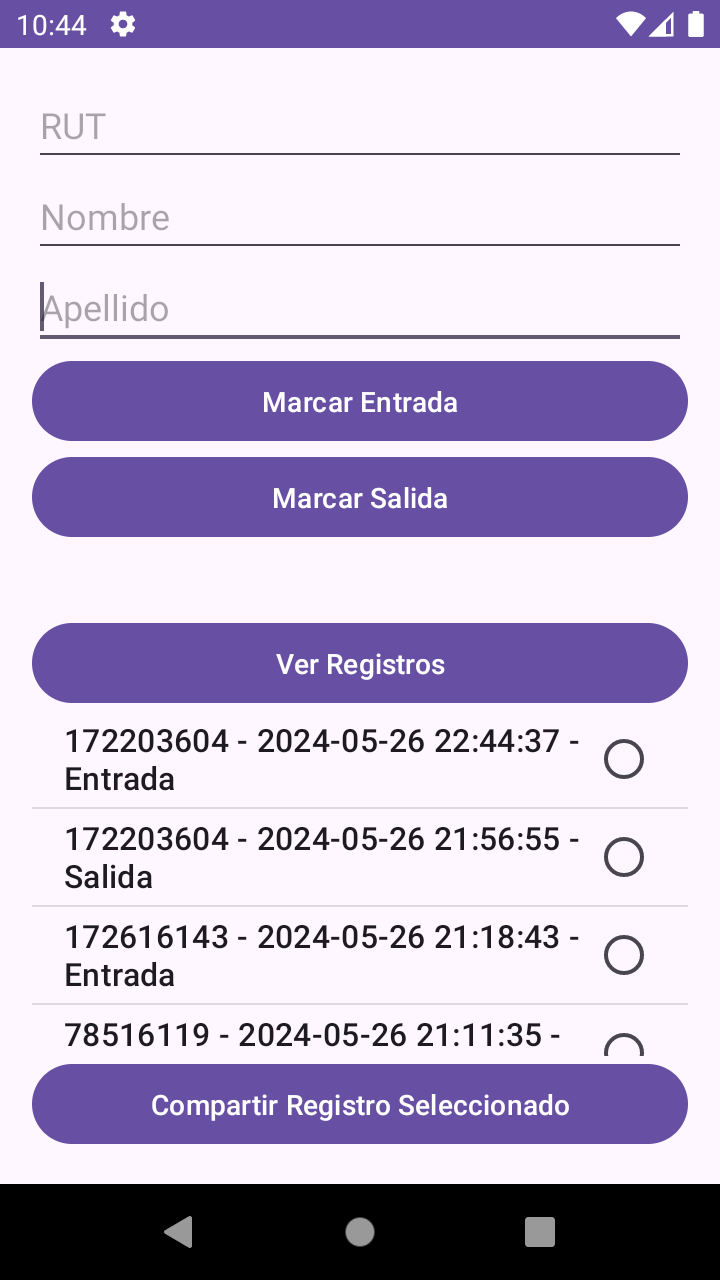 10:44
RUT
Nombre
Apellido
Marcar Entrada
Marcar Salida
Ver Registros
172203604 - 2024-05-26 22:44:37 -
Entrada
172203604 - 2024-05-26 21:56:55 -
Salida
172616143 - 2024-05-26 21:18:43 -
Entrada
78516119 - 2024-05-26 21:11:35 -
Compartir Registro Seleccionado